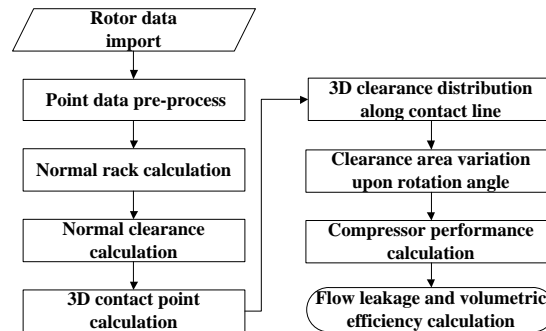 Rotor data
import
Point data pre-process
Normal rack calculation
Normal clearance
calculation
3D contact point
calculation
3D clearance distribution
along contact line
Clearance area variation
upon rotation angle
Compressor performance
calculation
Flow leakage and volumetric
efficiency calculation